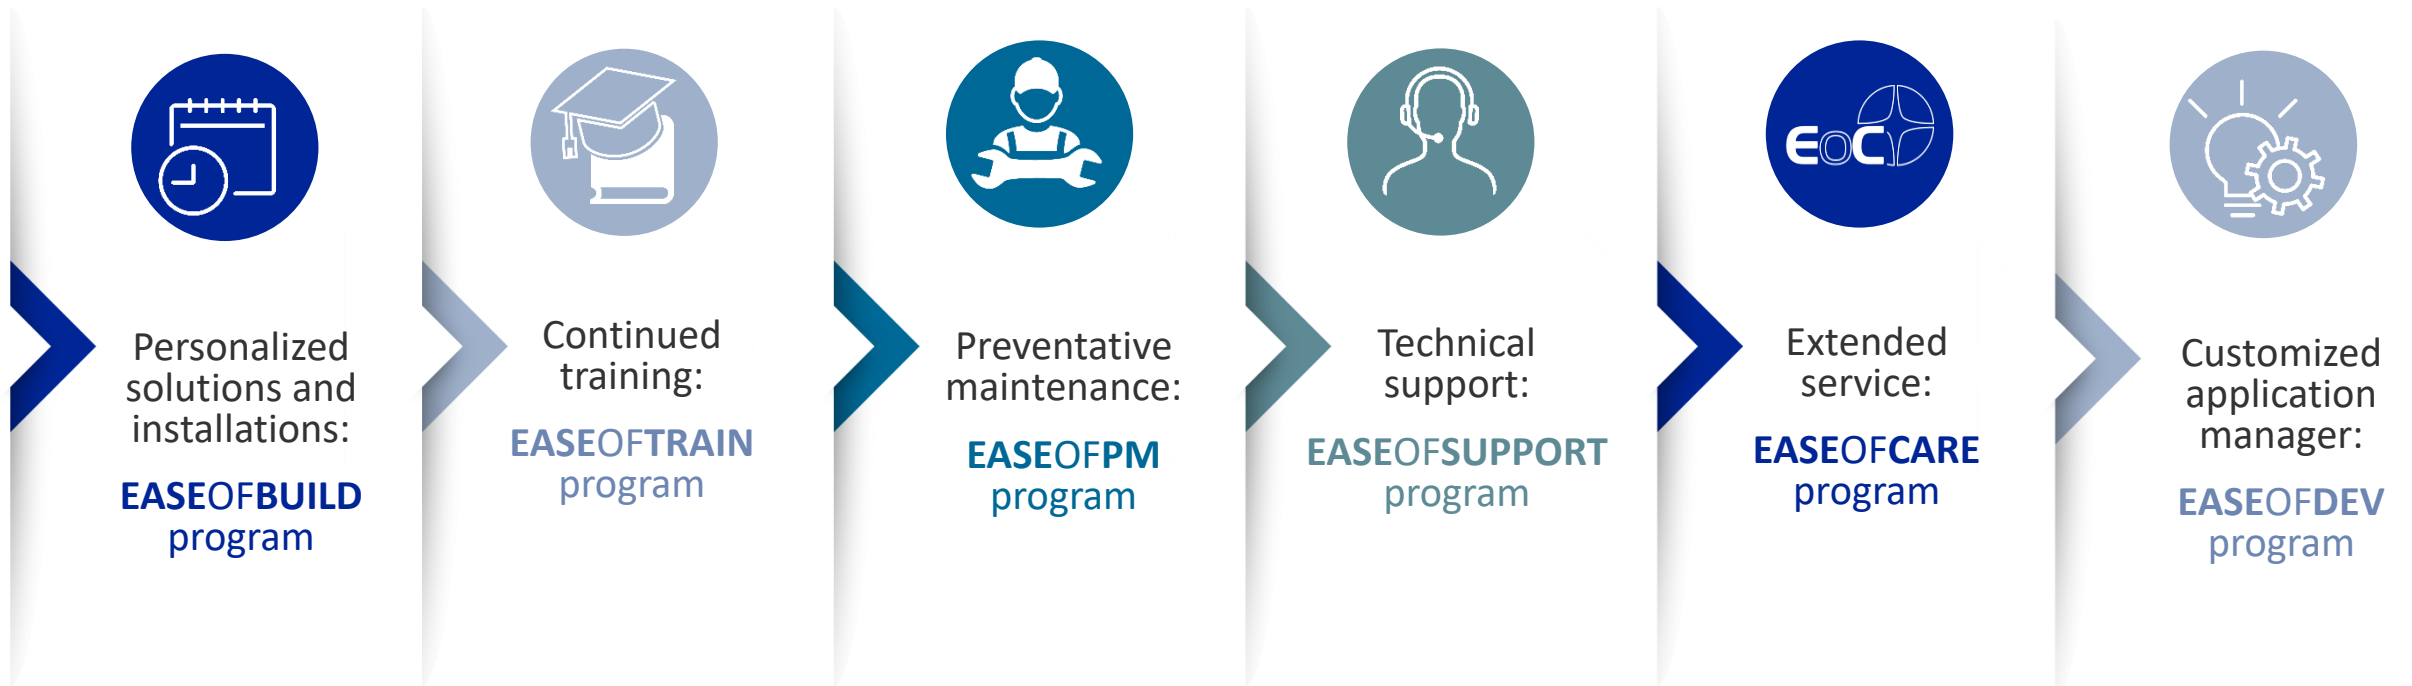 Personalized
solutions and
installations:
EASEOFBUILD
program
Continued
training:
EASEOFTRAIN
program
Preventative
maintenance:
EASEOFPM
program
Technical
support:
EASEOFSUPPORT
program
EoC
Extended
service:
EASEOFCARE
program
Customized
application
manager:
EASEOFDEV
program